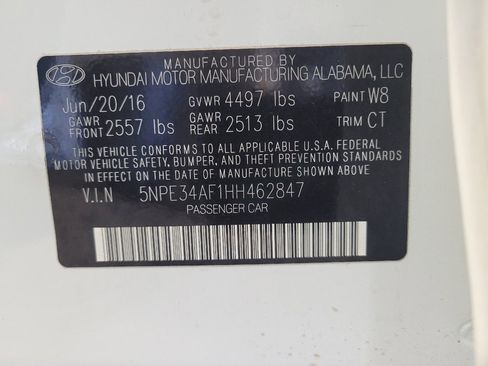 MANUFACTURED BY
HYUNDAI MOTOR MANUFACTURING ALABAMA, LLC
Jun/20/16 GVWR 4497 lbs PAINT W8
GAWR FRONT 2557 lbs GAWR REAR 2513 lbs TRIM CT
THIS VEHICLE CONFORMS TO ALL APPLICABLE U.S.A. FEDERAL
MOTOR VEHICLE SAFETY, BUMPER, AND THEFT PREVENTION STANDARDS
IN EFFECT ON THE DATE OF MANUFACTURE SHOWN ABOVE
V.I.N 5NPE34AF1HH462847
PASSENGER CAR